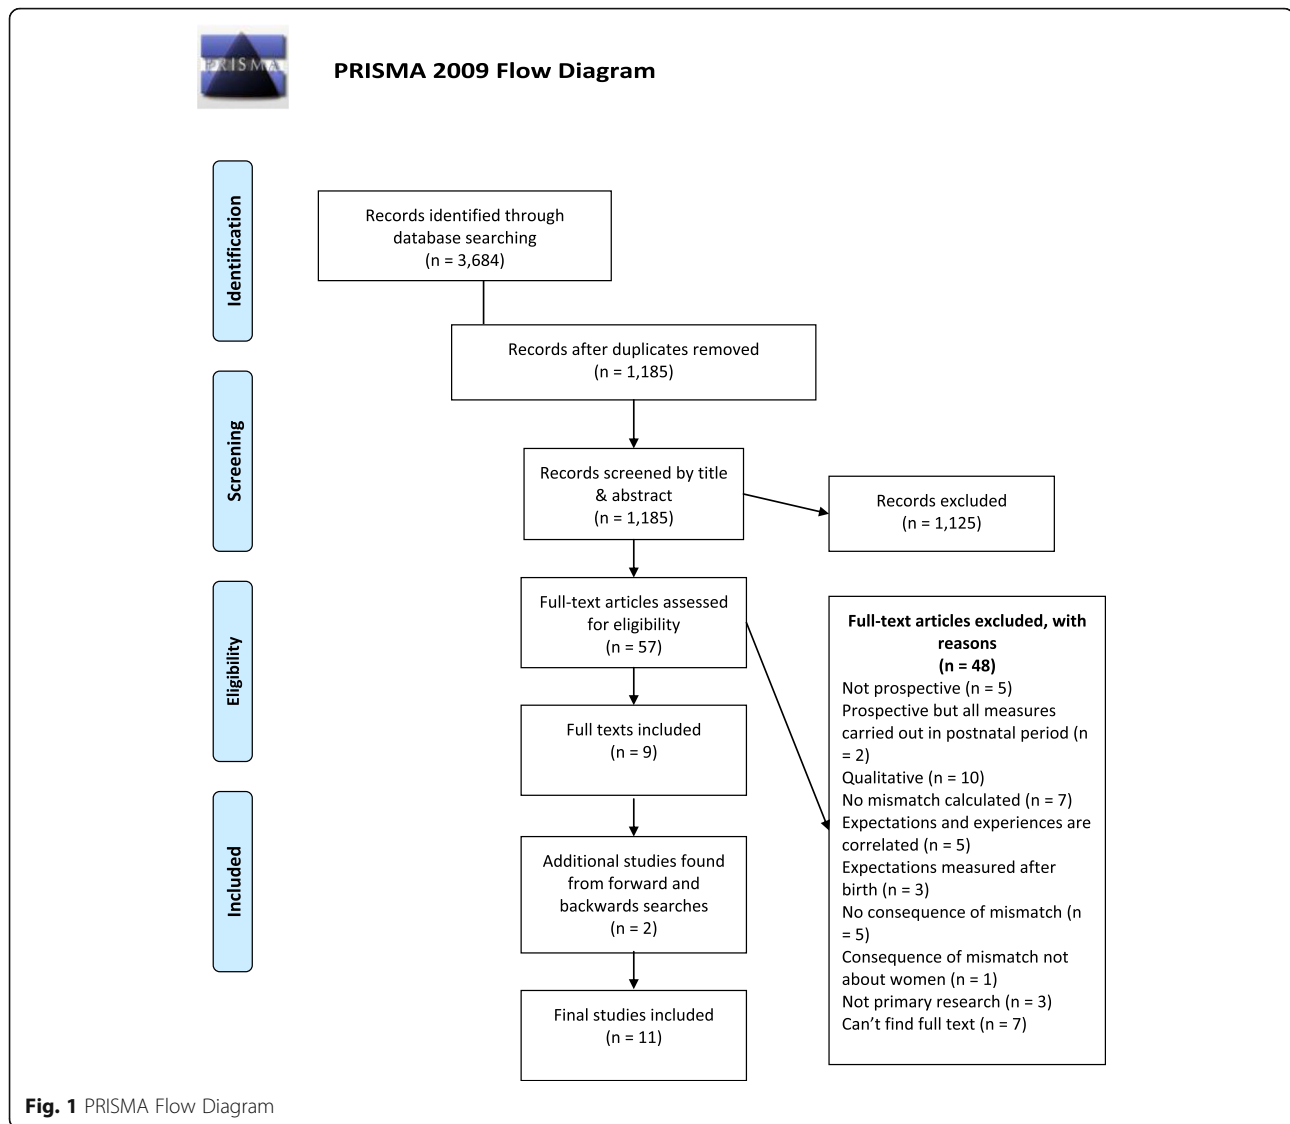 PRISMA
PRISMA 2009 Flow Diagram
Identification
Records identified through
database searching
(n = 3,684)
Records after duplicates removed
(n = 1,185)
Screening
Records screened by title
& abstract
(n = 1,185)
Records excluded
(n = 1,125)
Eligibility
Full-text articles assessed
for eligibility
(n = 57)
Full-text articles excluded, with
reasons
(n = 48)
Not prospective (n = 5)
Prospective but all measures
carried out in postnatal period (n
= 2)
Qualitative (n = 10)
No mismatch calculated (n = 7)
Expectations and experiences are
correlated (n = 5)
Expectations measured after
birth (n = 3)
No consequence of mismatch (n
= 5)
Consequence of mismatch not
about women (n = 1)
Not primary research (n = 3)
Can’t find full text (n = 7)
Full texts included
(n = 9)
Included
Additional studies found
from forward and
backwards searches
(n = 2)
Final studies included
(n = 11)
Fig. 1 PRISMA Flow Diagram